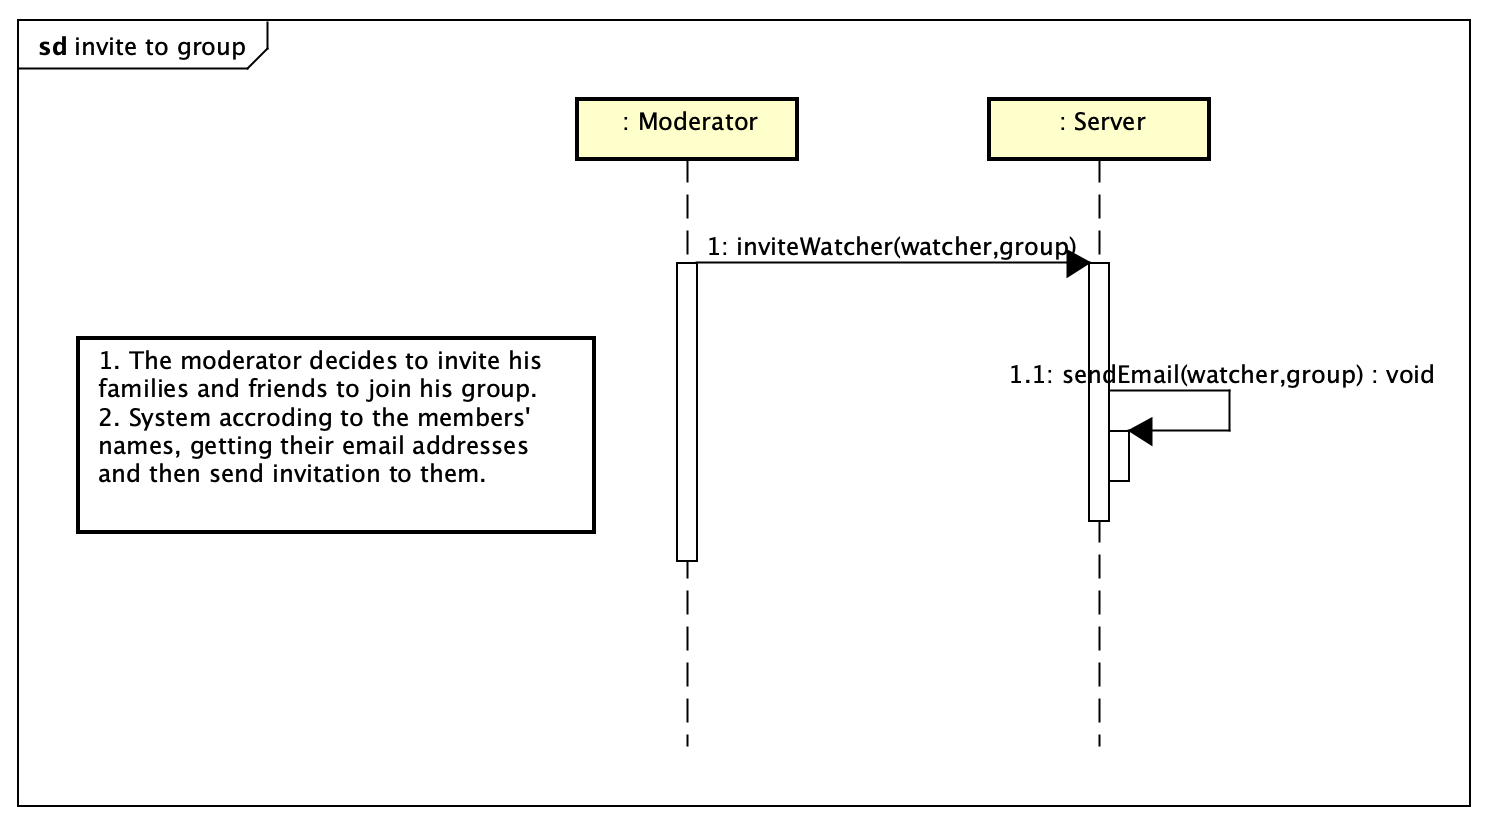 sd invite to group
: Moderator
: Server
1: inviteWatcher(watcher,group)
1. The moderator decides to invite his
families and friends to join his group.
2. System accroding to the members'
names, getting their email addresses
and then send invitation to them.
1.1: sendEmail(watcher,group) : void